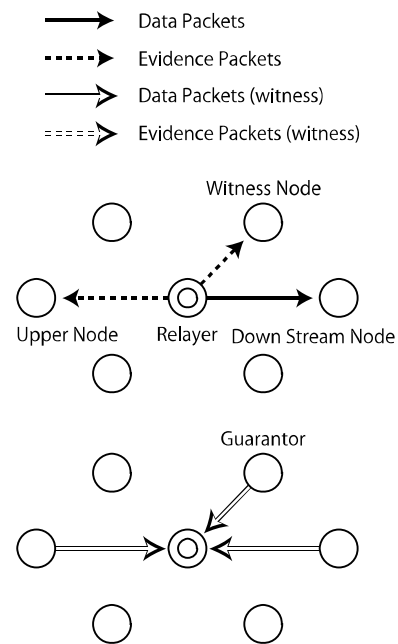 Data Packets
Evidence Packets
Data Packets (witness)
Evidence Packets (witness)
Witness Node
Upper Node
Relayer
Down Stream Node
Guarantor